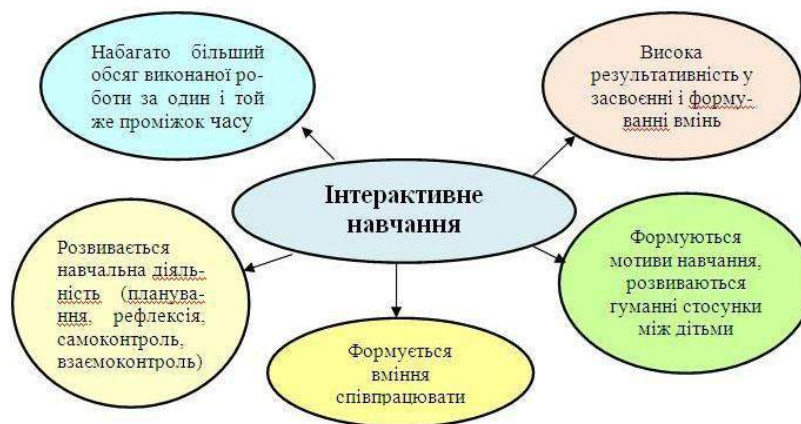 Набагато більший
обсяг виконаної ро-
боти за один і той
же проміжок часу
Висока
результативність у
засвоєнні і форму-
ванні вмінь
Інтерактивне
навчання
Розвивається
навчальна діяль-
ність (планува-
ння, рефлексія,
самоконтроль,
взаємоконтроль)
Формується
вміння
співпрацювати
Формуються
мотиви навчання,
розвиваються
гуманні стосунки
між дітьми